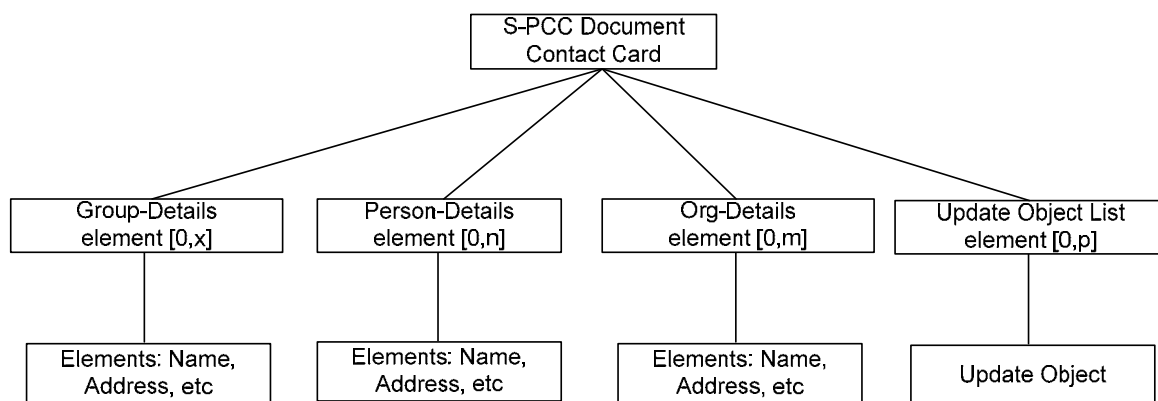 S-PCC Document
Contact Card
Group-Details
element [0,x]
Person-Details
element [0,n]
Org-Details
element [0,m]
Update Object List
element [0,p]
Elements: Name,
Address, etc
Elements: Name,
Address, etc
Elements: Name,
Address, etc
Update Object